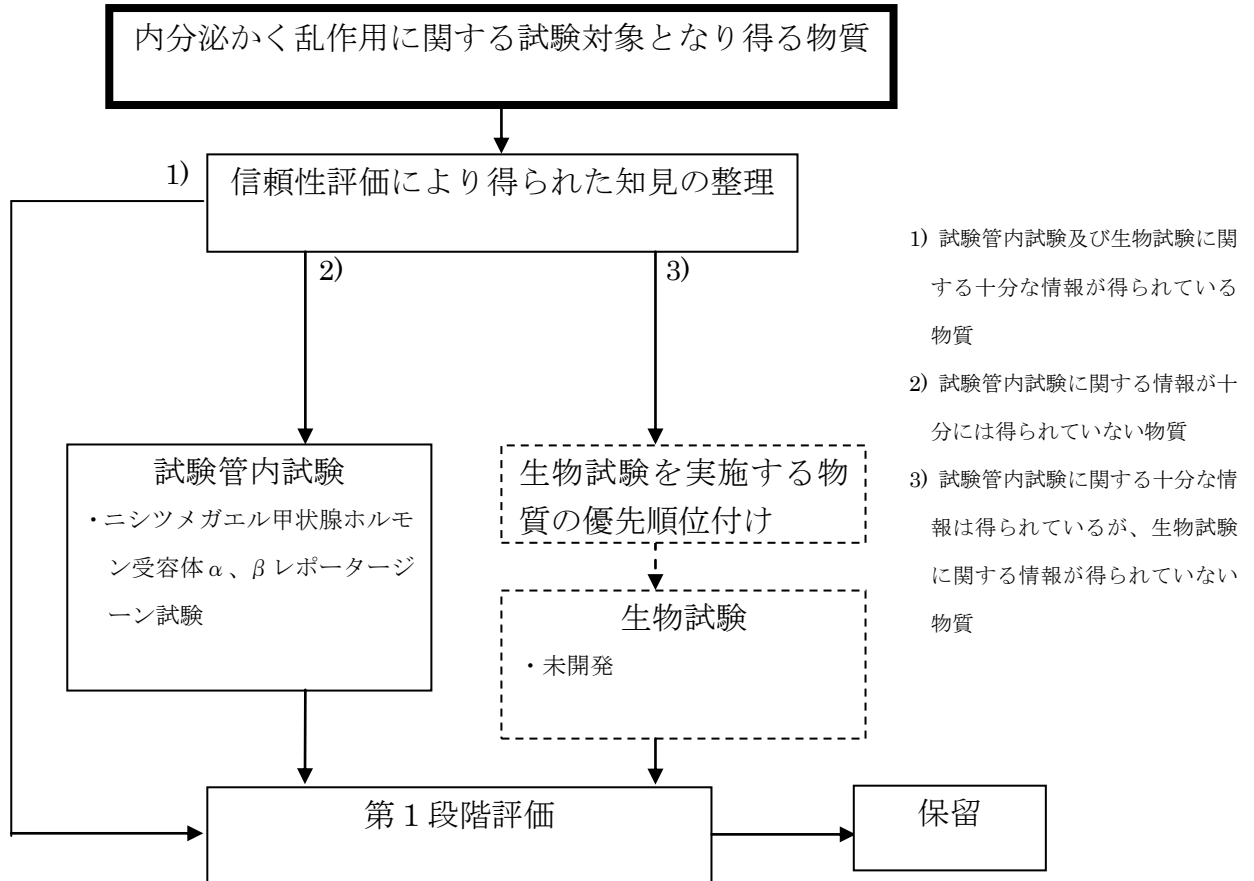 内分泌かく乱作用に関する試験対象となり得る物質
1)
信頼性評価により得られた知見の整理
2)
3)
試験管内試験
・ニシツメガエル甲状腺ホルモ
ン受容体α、βレポータージ
ーン試験
生物試験を実施する物
質の優先順位付け
生物試験
・未開発
第1段階評価
保留
1) 試験管内試験及び生物試験に関
する十分な情報が得られている
物質
2) 試験管内試験に関する情報が十
分には得られていない物質
3) 試験管内試験に関する十分な情
報は得られているが、生物試験
に関する情報が得られていない
物質